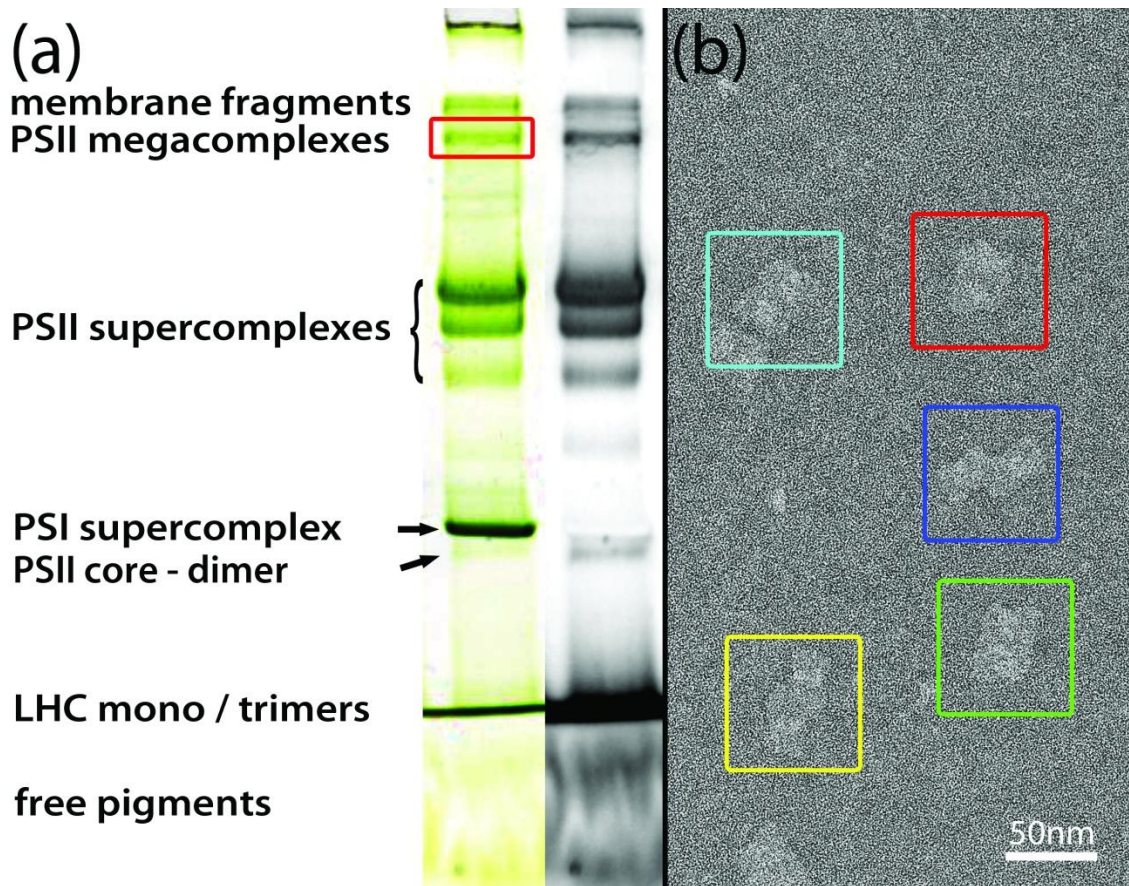 (a)
membrane fragments
PSII megacomplexes
PSII supercomplexes
PSI supercomplex
PSII core - dimer
LHC mono / trimers
free pigments
(b)
50nm